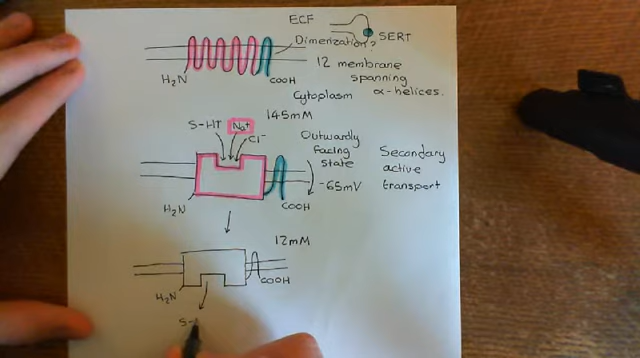 ECF
SERT
Dimerization?
H₂N
COOH
12 membrane
spanning
α-helices.
Cytoplasm
145mM
5-HT
Na+
Cl⁻
Outwardly
facing
state
-65mV
Secondary
active
transport
H₂N
COOH
12mM
H₂N
COOH
5-